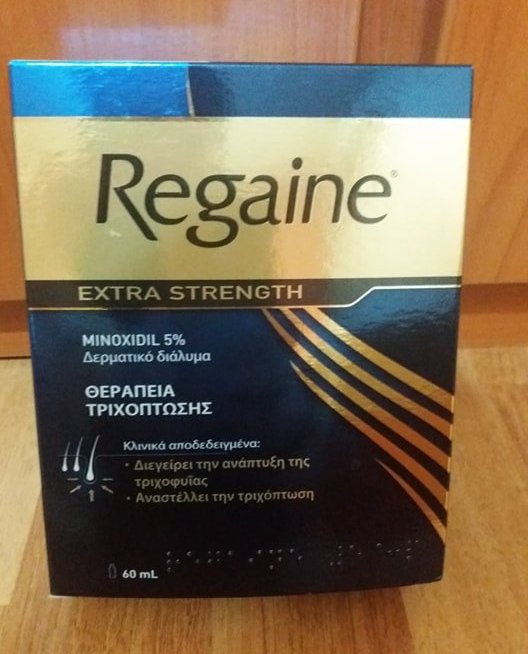 Regaine®
EXTRA STRENGTH
MINOXIDIL 5%
Δερματικό διάλυμα
ΘΕΡΑΠΕΙΑ
ΤΡΙΧΟΠΤΩΣΗΣ
Κλινικά αποδεδειγμένα:
• Διεγείρει την ανάπτυξη της
τριχοφυΐας
• Αναστέλλει την τριχόπτωση
60 mL